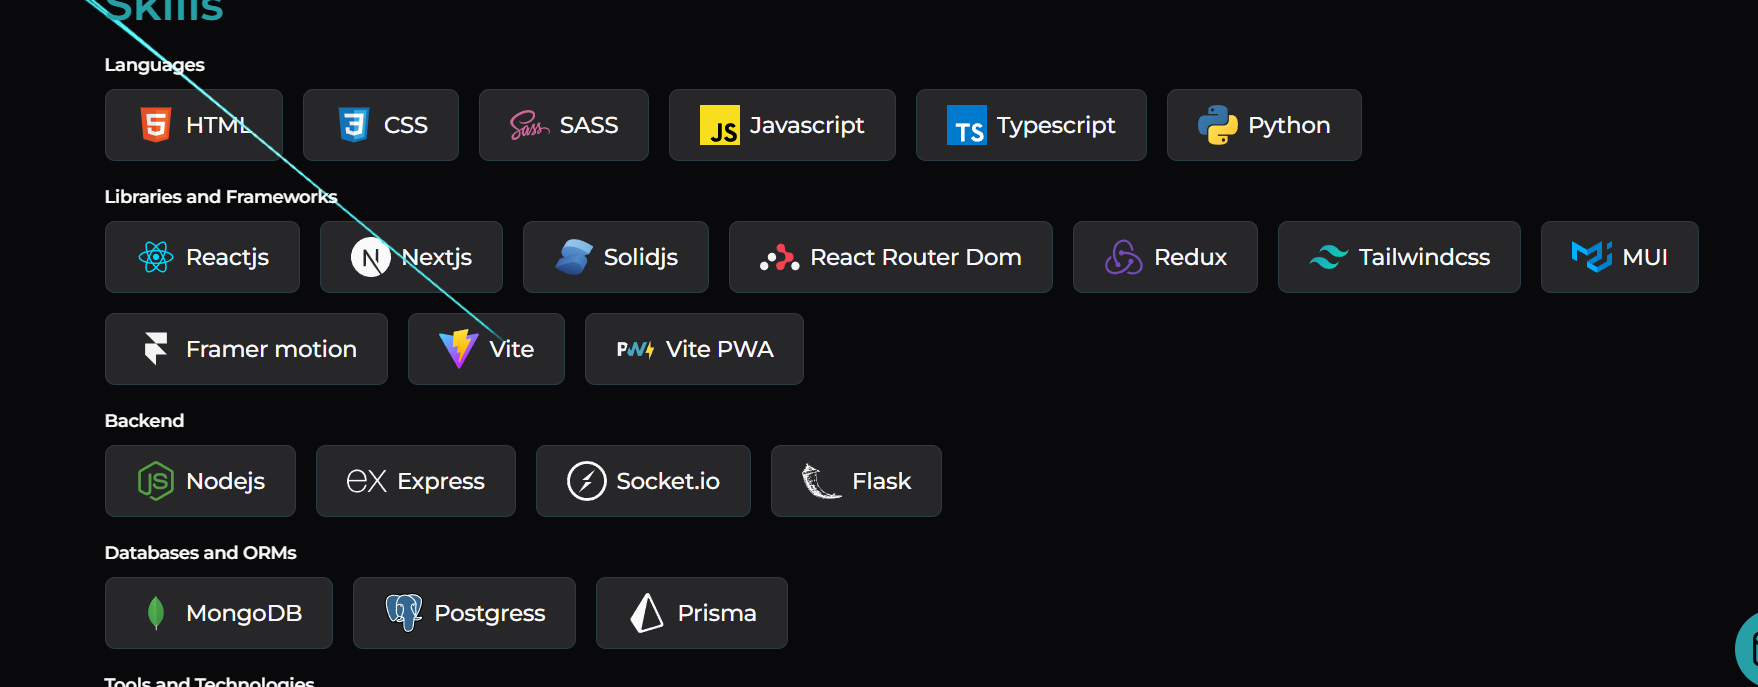 Skills
Languages
HTML CSS SASS JS Javascript TS Typescript Python
Libraries and Frameworks
Reactjs N Nextjs Solidjs React Router Dom Redux Tailwindcss MUI
Framer motion Vite PWA Vite PWA
Backend
JS Nodejs ex Express Socket.io Flask
Databases and ORMs
MongoDB Postgress Prisma
Tools and Technologies